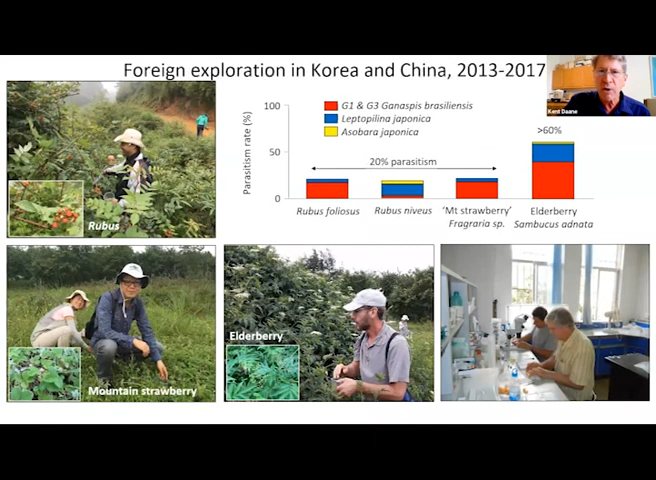 Foreign exploration in Korea and China, 2013-2017
Kent Daane
Parasitism rate (%)
100
50
0
G1 & G3 Ganaspis brasiliensis
Leptopilina japonica
Asobara japonica
>60%
20% parasitism
Rubus foliosus
Rubus niveus
'Mt strawberry'
Fragraria sp.
Elderberry
Sambucus adnata
Rubus
Mountain strawberry
Elderberry